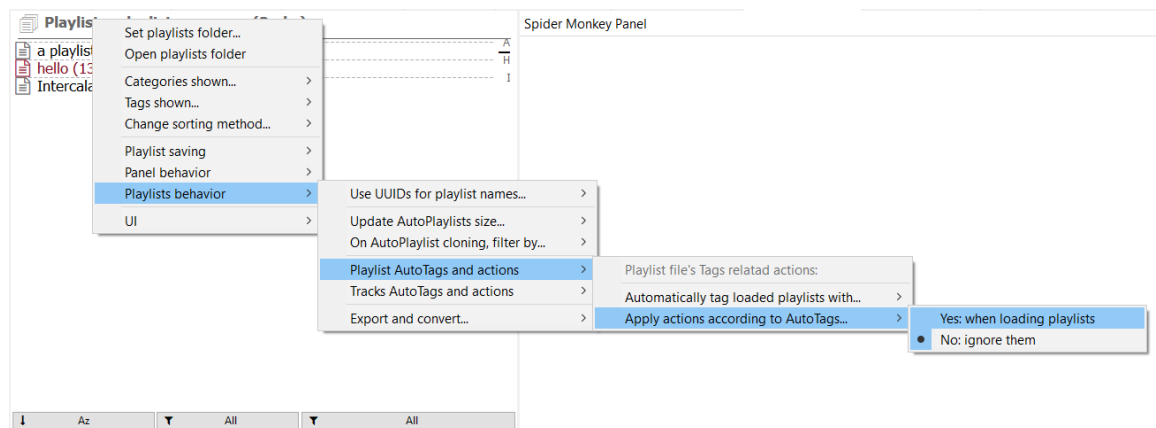 Playlis
Spider Monkey Panel
a playlis
hello (13
Intercala
A
H
I
Set playlists folder...
Open playlists folder
Categories shown...
Tags shown...
Change sorting method...
Playlist saving
Panel behavior
Playlists behavior
UI
Use UUIDs for playlist names...
Update AutoPlaylists size...
On AutoPlaylist cloning, filter by...
Playlist AutoTags and actions
Tracks AutoTags and actions
Export and convert...
Playlist file's Tags relatad actions:
Automatically tag loaded playlists with...
Apply actions according to AutoTags...
Yes: when loading playlists
No: ignore them
Az
All
All